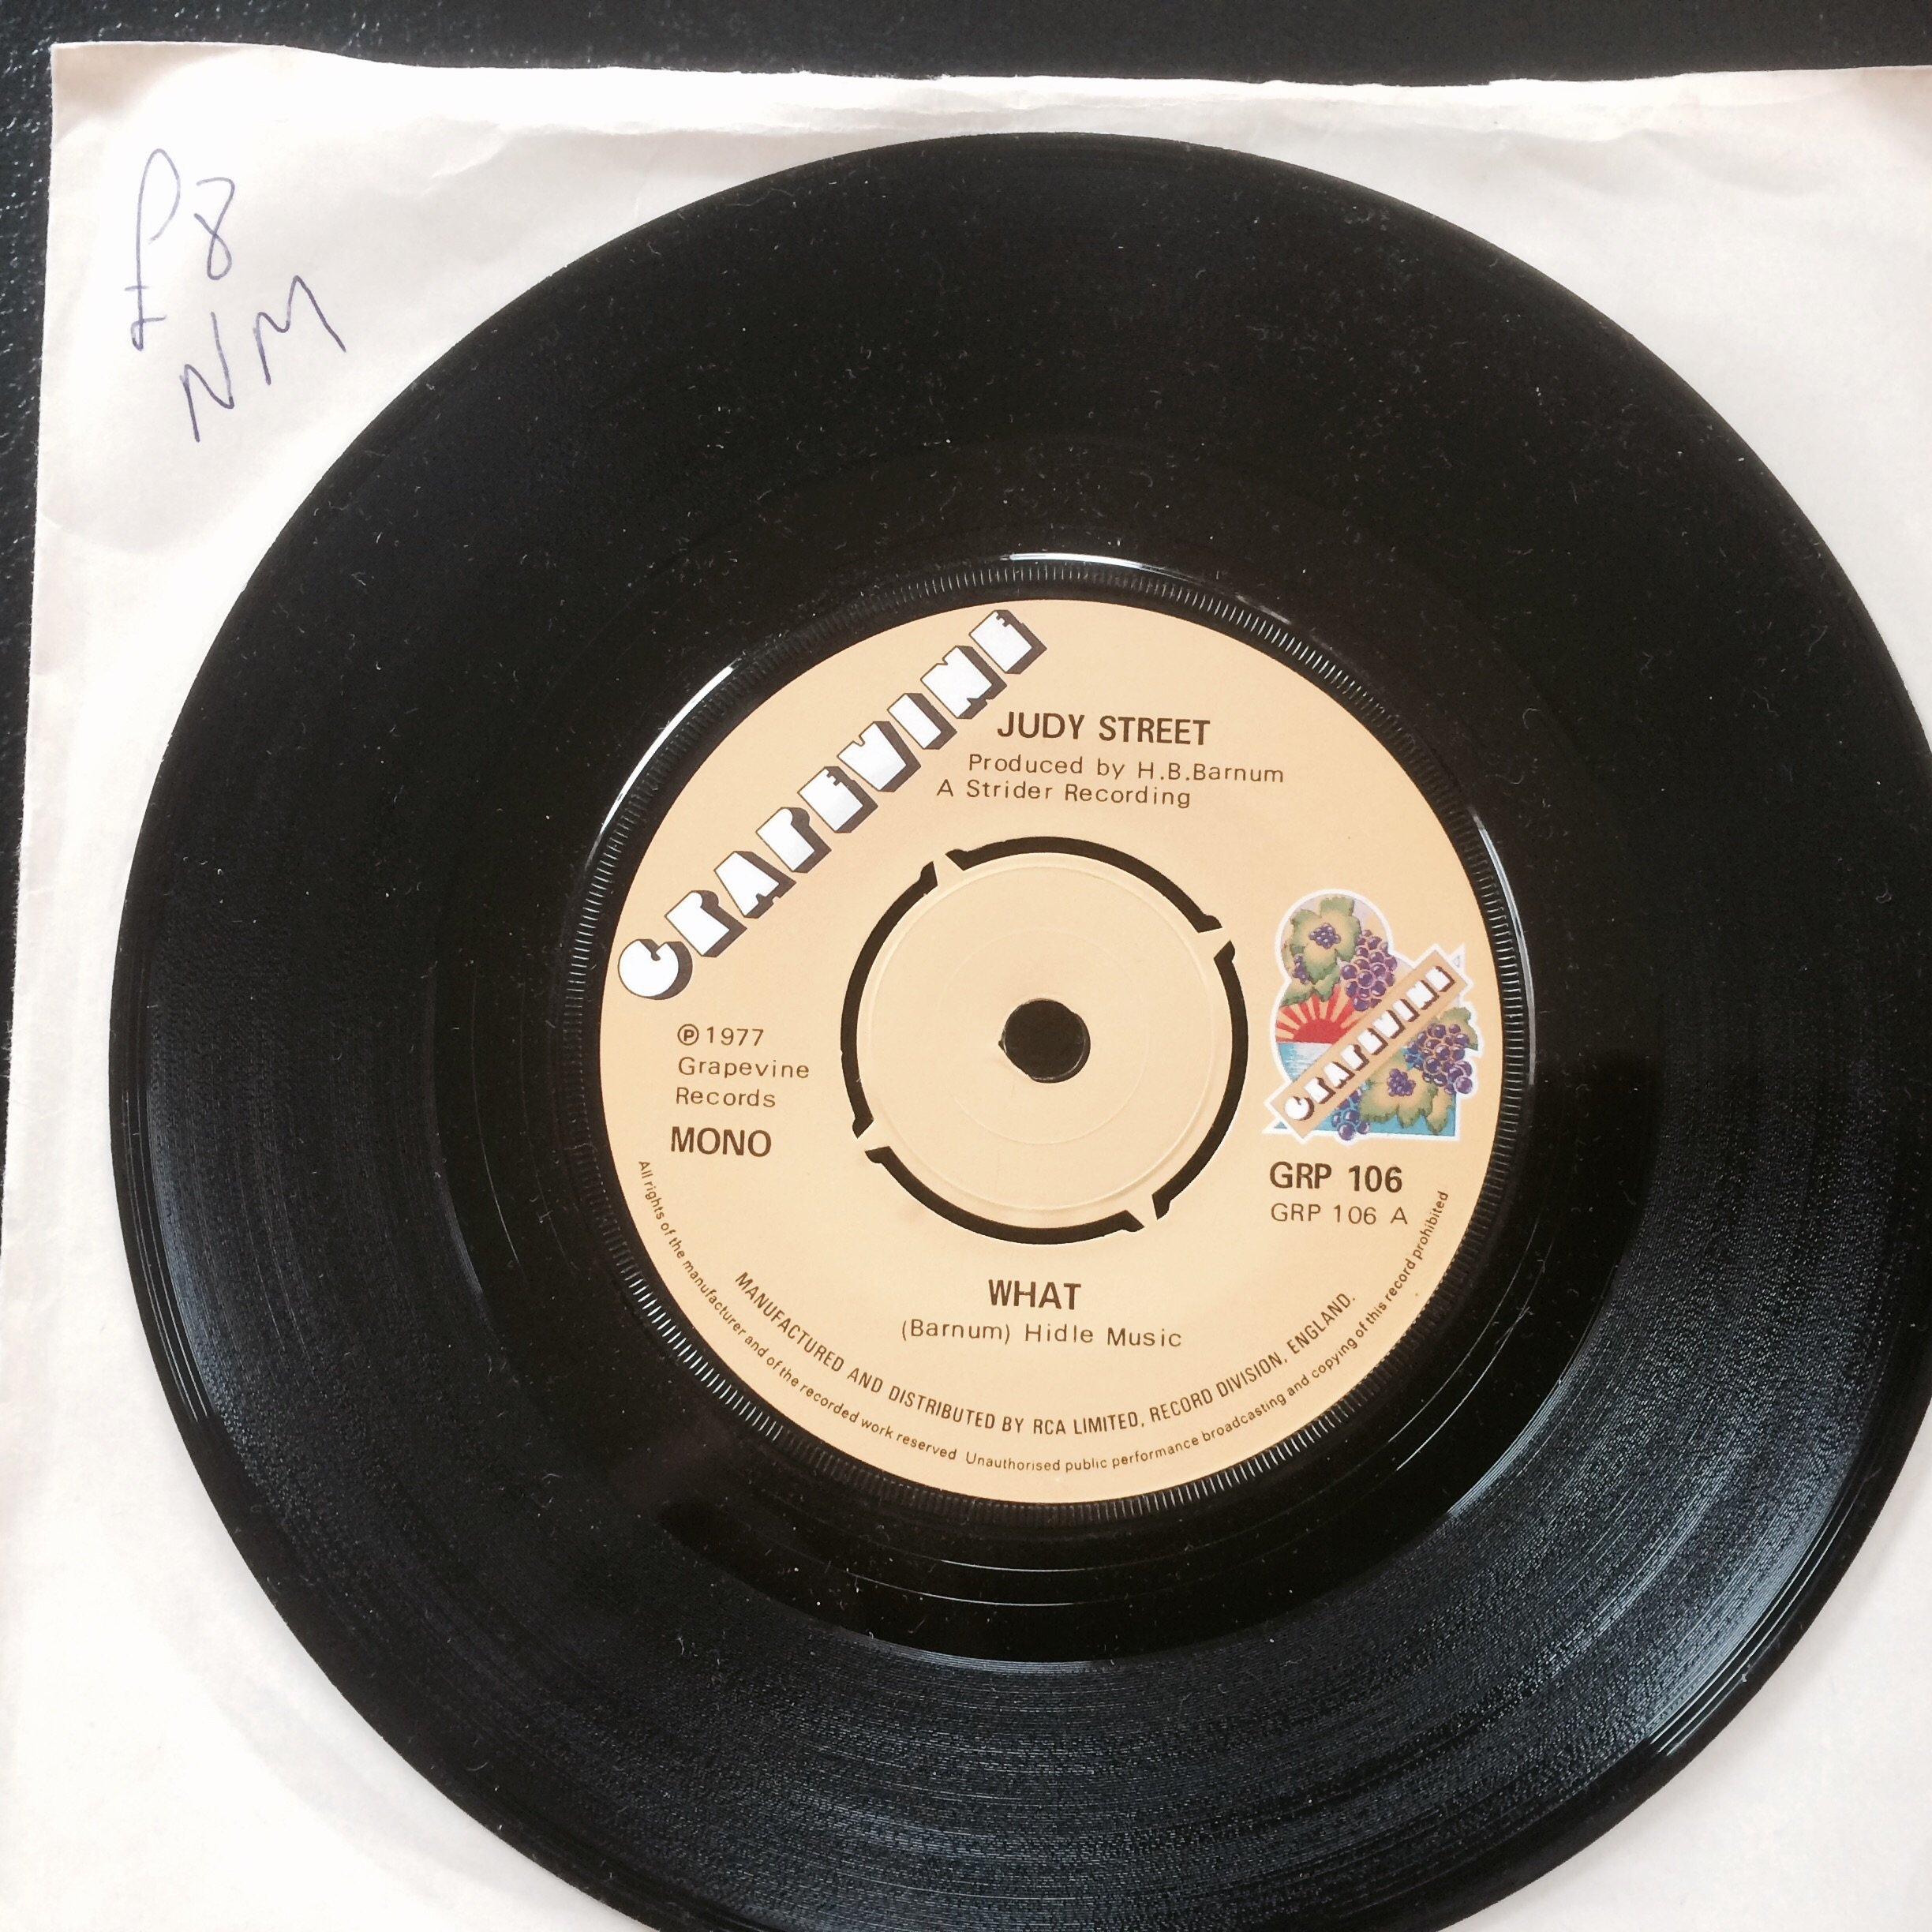 £8
NM
GRAPEVINE
JUDY STREET
Produced by H.B.Barnum
A Strider Recording
℗ 1977
Grapevine
Records
MONO
GRAPEVINE
GRP 106
GRP 106 A
WHAT
(Barnum) Hidle Music
MANUFACTURED AND DISTRIBUTED BY RCA LIMITED, RECORD DIVISION, ENGLAND.
All rights of the manufacturer and of the recorded work reserved Unauthorised public performance broadcasting and copying of this record prohibited